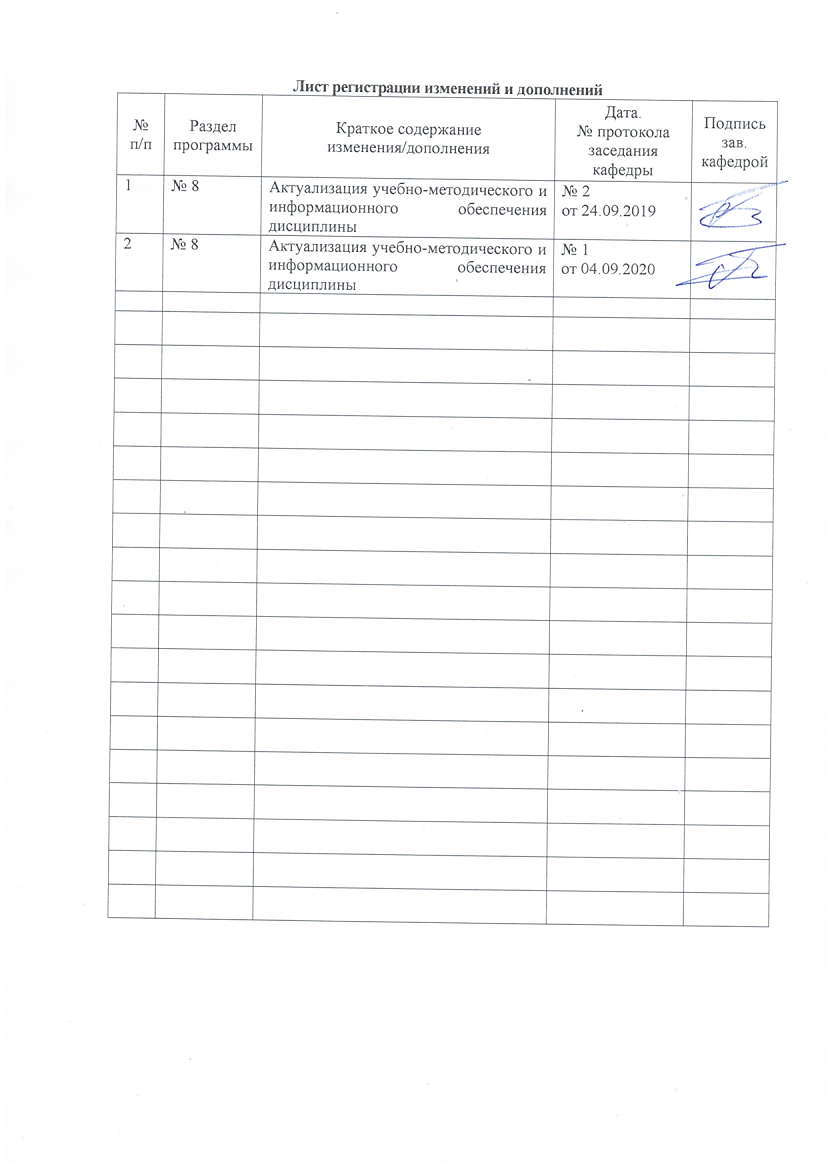 Лист регистрации изменений и дополнений
№
п/п
Раздел
программы
Краткое содержание
изменения/дополнения
Дата.
№ протокола
заседания
кафедры
Подпись
зав.
кафедрой
1
№ 8
Актуализация учебно-методического и
информационного обеспечения
дисциплины
№ 2
от 24.09.2019
2
№ 8
Актуализация учебно-методического и
информационного обеспечения
дисциплины
№ 1
от 04.09.2020